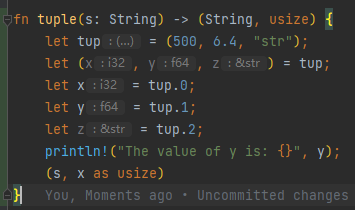 fn tuple(s: String) -> (String, usize) {
let tup : (...) = (500, 6.4, "str");
let (x : i32 , y : f64 , z : &str ) = tup;
let x : i32 = tup.0;
let y : f64 = tup.1;
let z : &str = tup.2;
println!("The value of y is: {}", y);
(s, x as usize)
} You, Moments ago • Uncommitted changes